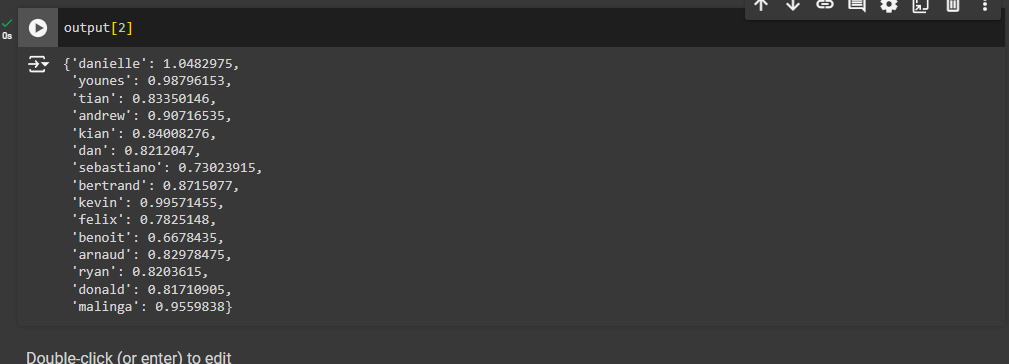 output[2]
0s
{'danielle': 1.0482975,
'younes': 0.98796153,
'tian': 0.83350146,
'andrew': 0.90716535,
'kian': 0.84008276,
'dan': 0.8212047,
'sebastiano': 0.73023915,
'bertrand': 0.8715077,
'kevin': 0.99571455,
'felix': 0.7825148,
'benoit': 0.6678435,
'arnaud': 0.82978475,
'ryan': 0.8203615,
'donald': 0.81710905,
'malinga': 0.9559838}
Double-click (or enter) to edit